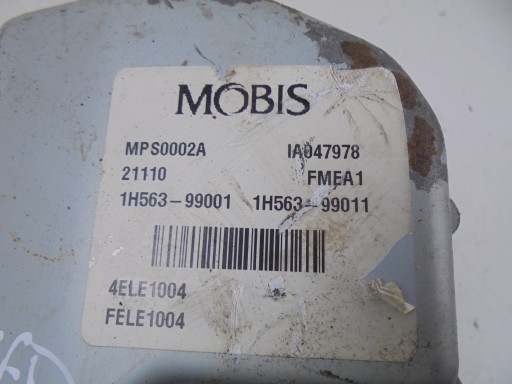 MOBIS
MPS0002A IA047978
21110 FMEA1
1H563-99001 1H563-99011
4ELE1004
FELE1004